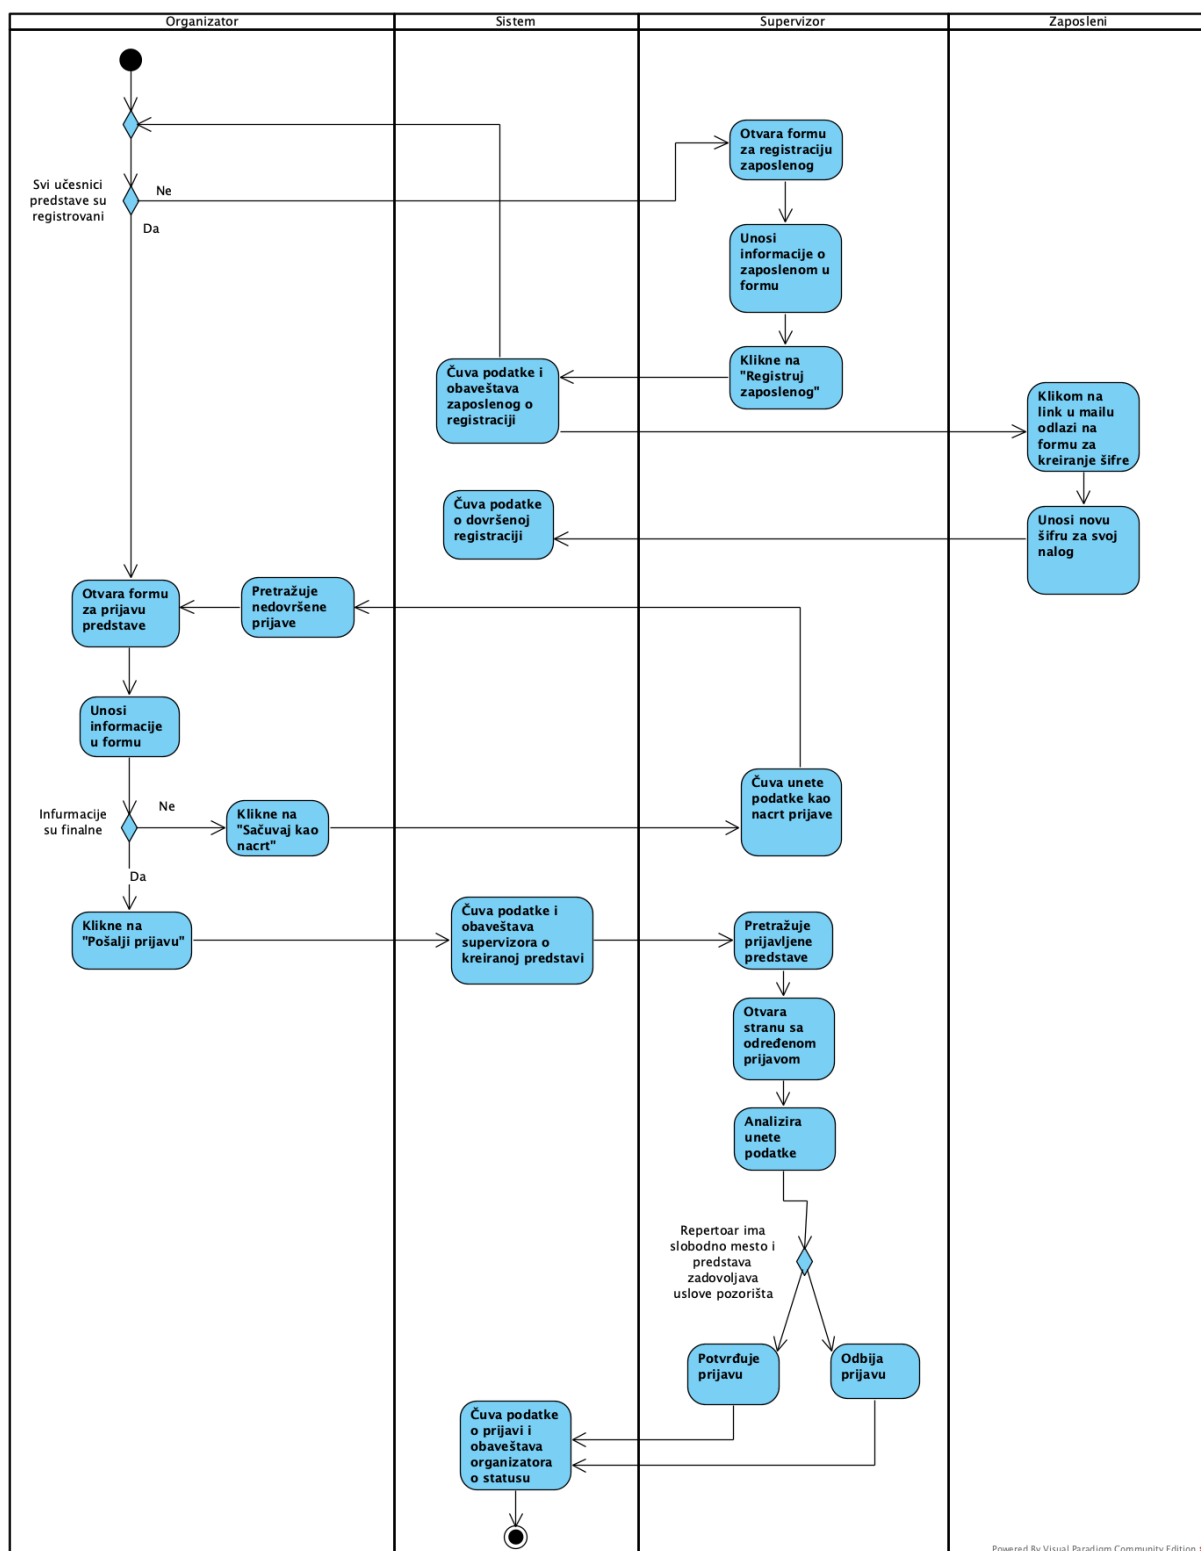 Organizator
Sistem
Supervizor
Zaposleni
Svi učesnici
predstave su
registrovani
Ne
Da
Otvara formu
za registraciju
zaposlenog
Unosi
informacije o
zaposlenom u
formu
Klikne na
"Registruj
zaposlenog"
Čuva podatke i
obaveštava
zaposlenog o
registraciji
Klikom na
link u mailu
odlazi na
formu za
kreiranje šifre
Čuva podatke
o dovršenoj
registraciji
Unosi novu
šifru za svoj
nalog
Otvara formu
za prijavu
predstave
Pretražuje
nedovršene
prijave
Unosi
informacije
u formu
Infurmacije
su finalne
Ne
Klikne na
"Sačuvaj kao
nacrt"
Čuva unete
podatke kao
nacrt prijave
Da
Klikne na
"Pošalji prijavu"
Čuva podatke i
obaveštava
supervizora o
kreiranoj predstavi
Pretražuje
prijavljene
predstave
Otvara
stranu sa
određenom
prijavom
Analizira
unete
podatke
Repertoar ima
slobodno mesto i
predstava
zadovoljava
uslove pozorišta
Potvrđuje
prijavu
Odbija
prijavu
Čuva podatke
o prijavi i
obaveštava
organizatora
o statusu
Powered By Visual Paradigm Community Edition